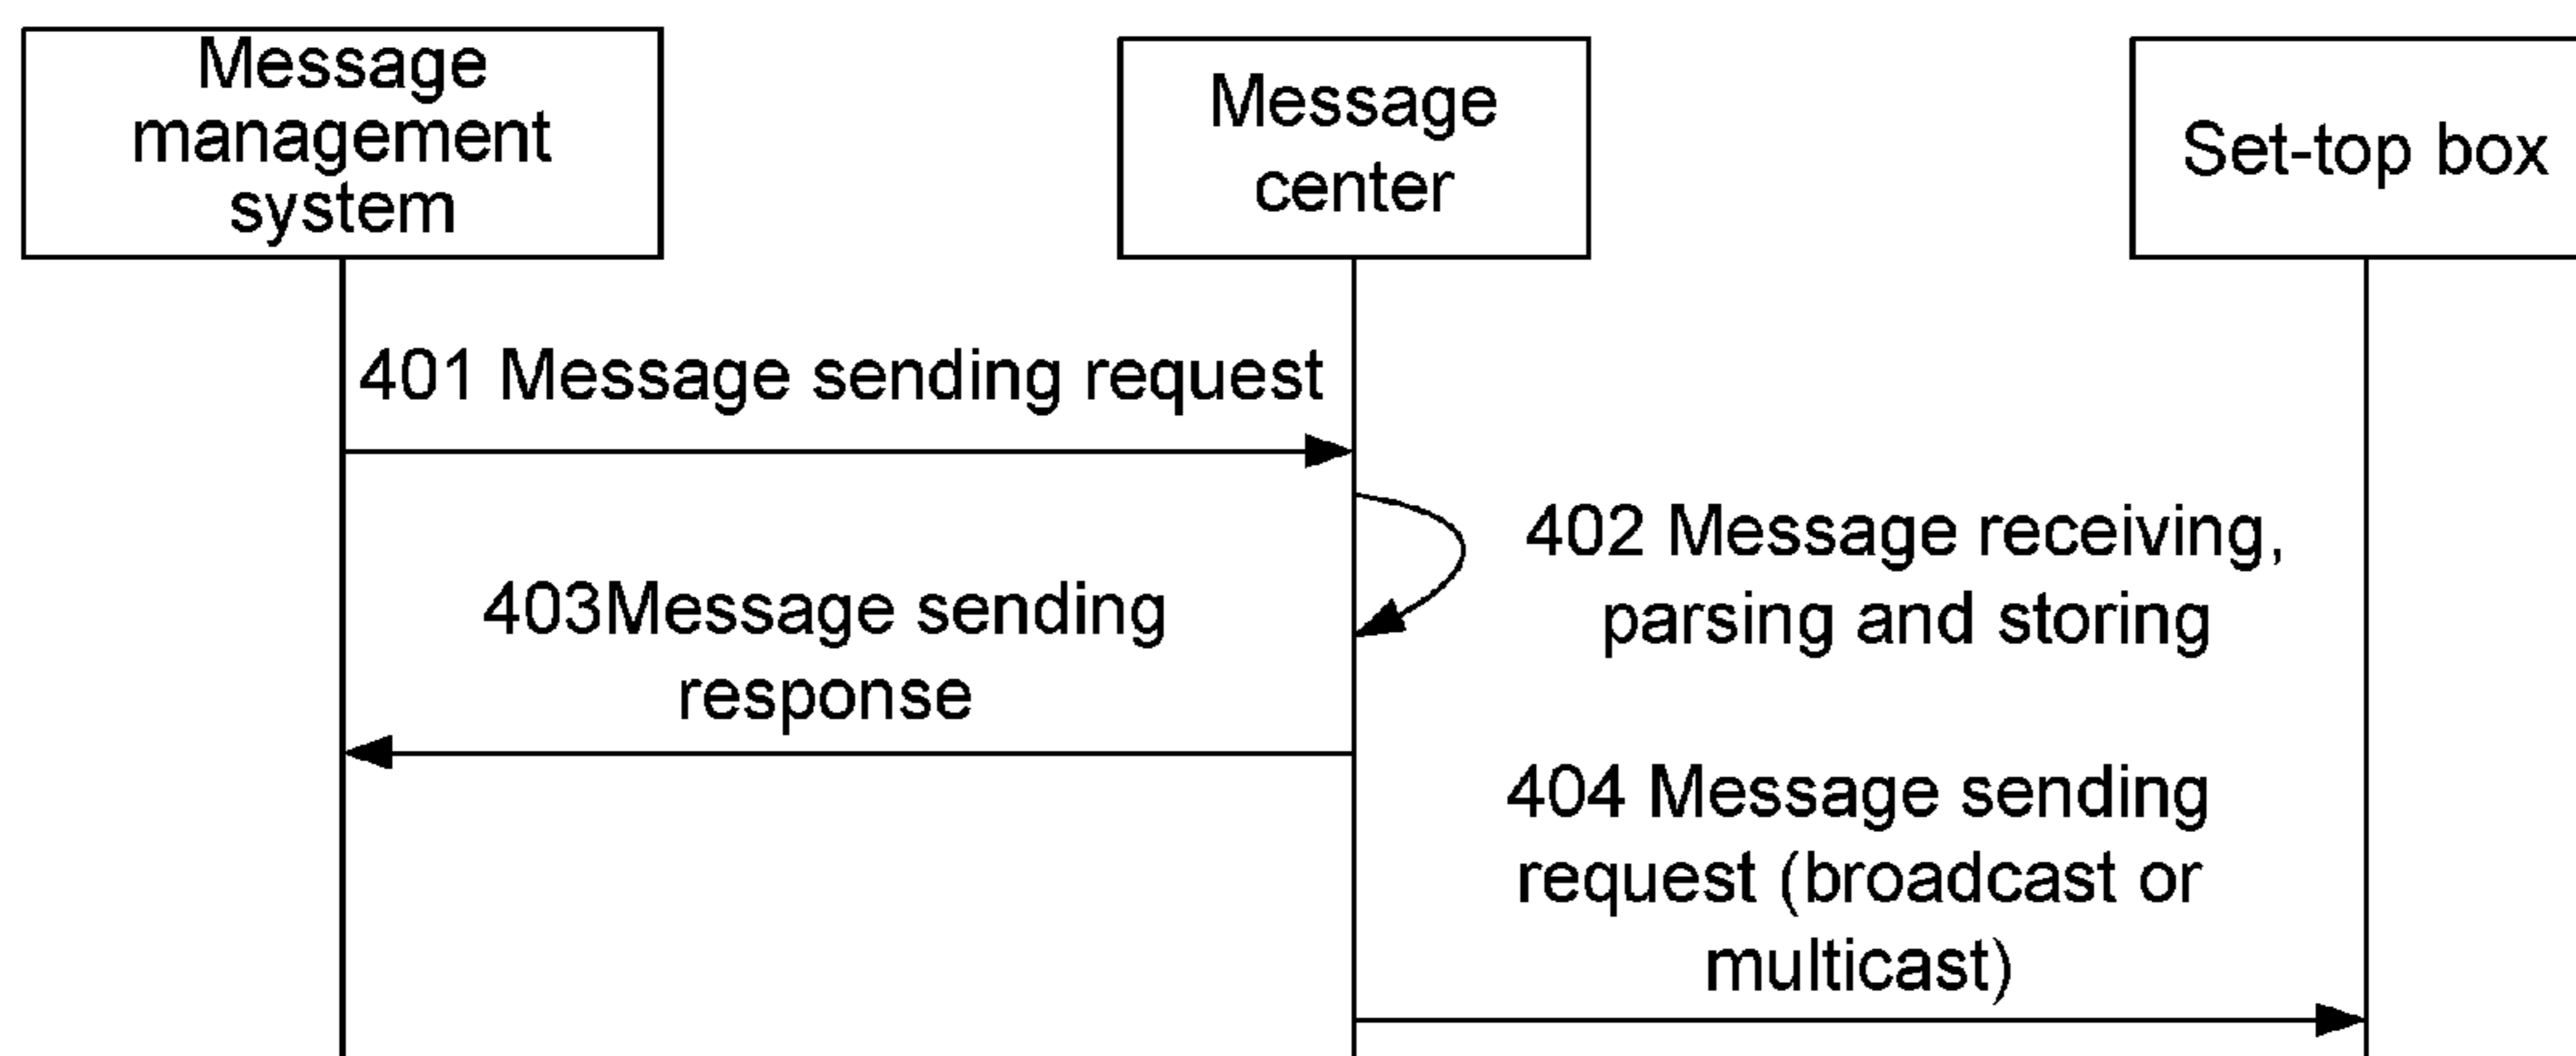 Message
management
system
Message
center
Set-top box
401 Message sending request
402 Message receiving,
parsing and storing
403Message sending
response
404 Message sending
request (broadcast or
multicast)